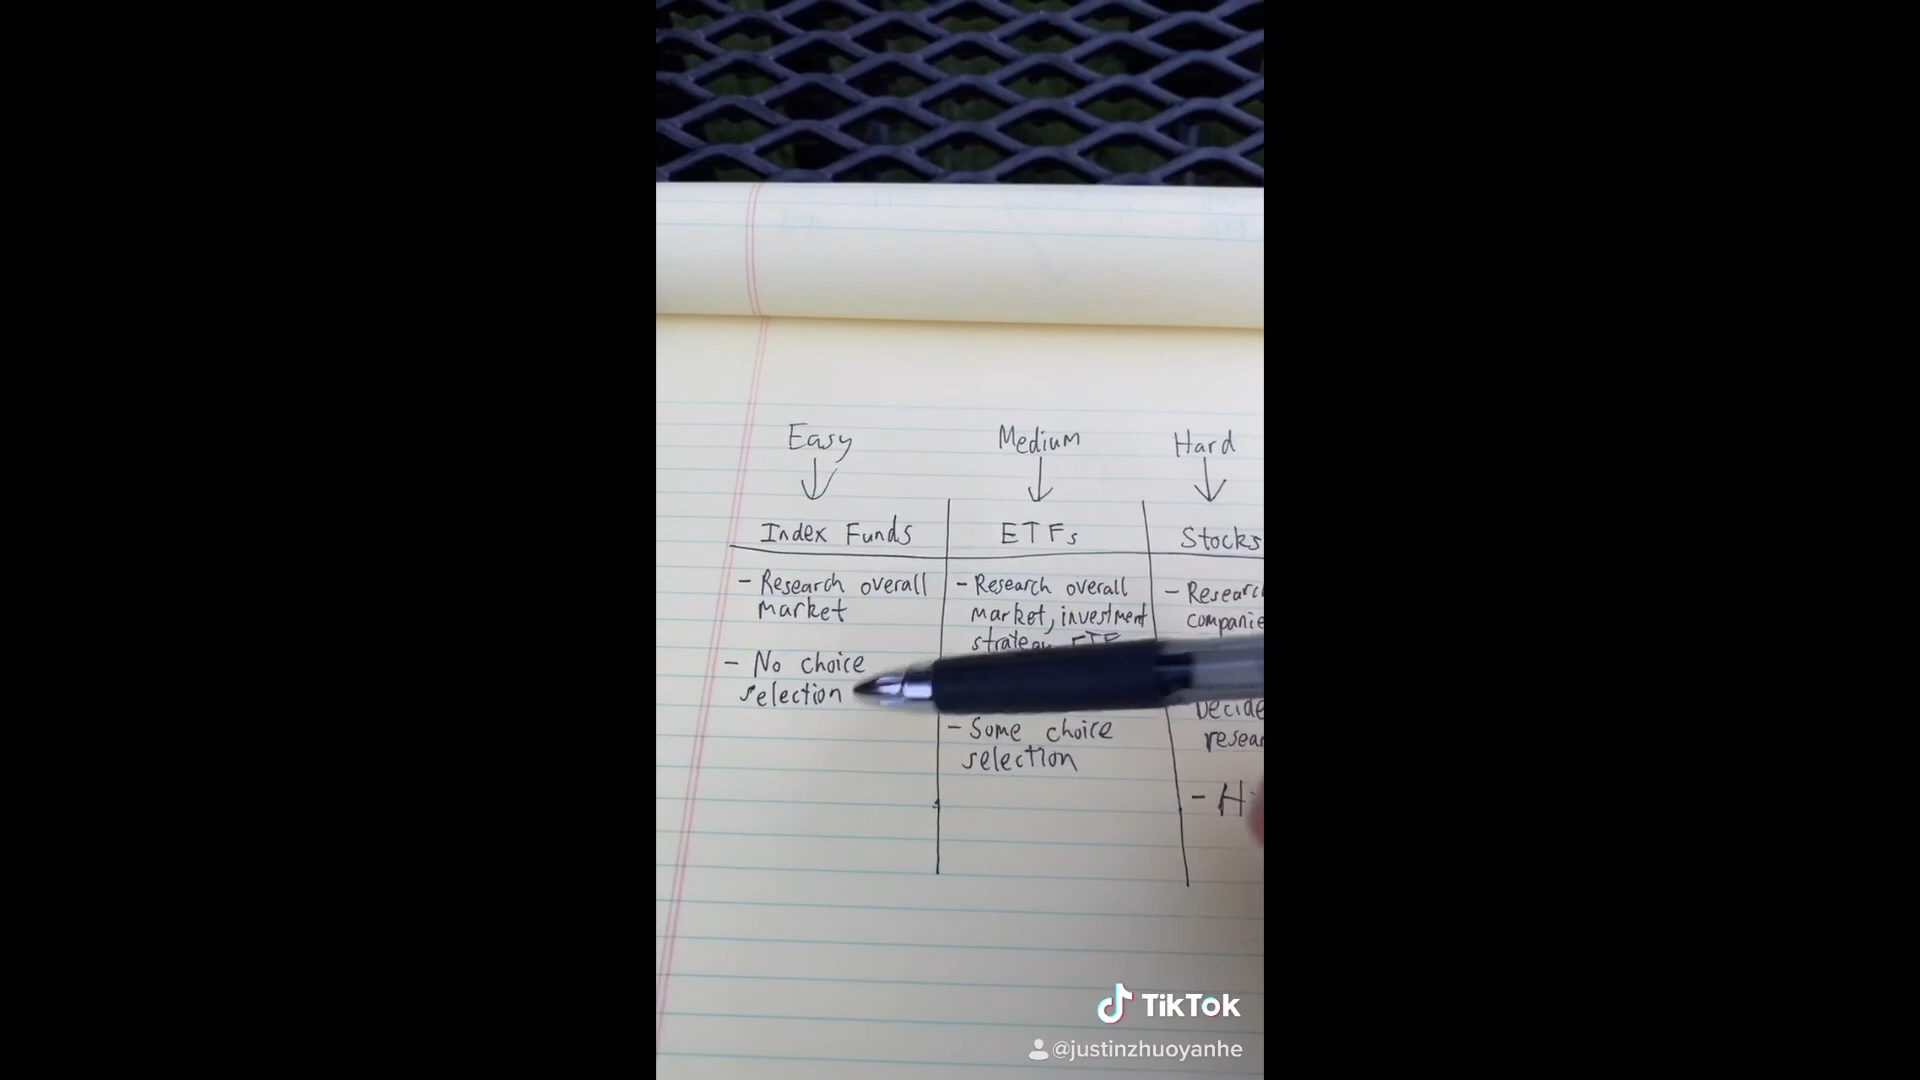 Easy Medium Hard
Index Funds ETFs Stocks
- Research overall
market
- No choice
selection
- Research overall
market, investment
- Some choice
selection
TikTok
@justinzhuoyanhe